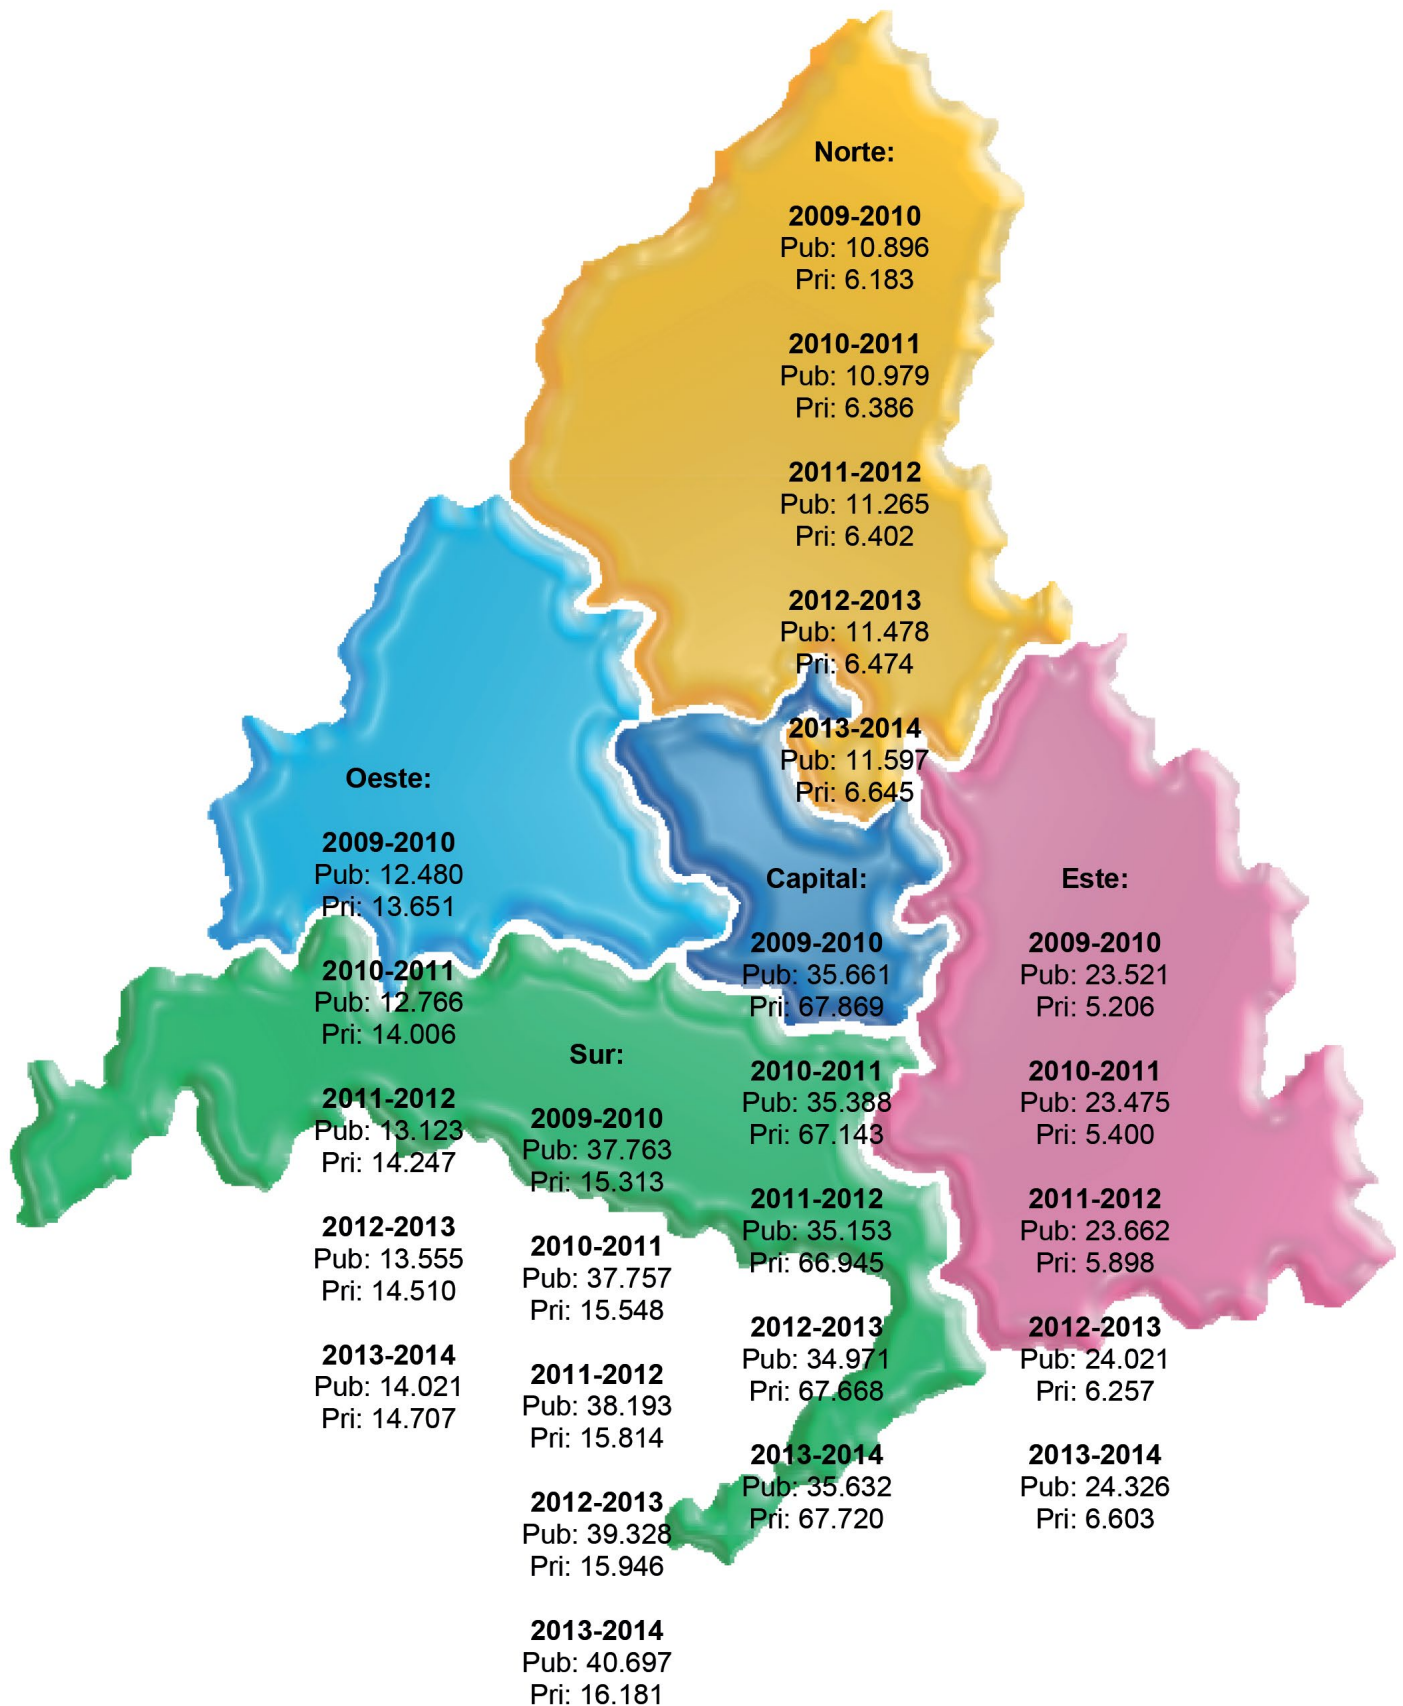 Norte:
2009-2010
Pub: 10.896
Pri: 6.183
2010-2011
Pub: 10.979
Pri: 6.386
2011-2012
Pub: 11.265
Pri: 6.402
2012-2013
Pub: 11.478
Pri: 6.474
2013-2014
Pub: 11.597
Pri: 6.645
Oeste:
2009-2010
Pub: 12.480
Pri: 13.651
2010-2011
Pub: 12.766
Pri: 14.006
2011-2012
Pub: 13.123
Pri: 14.247
2012-2013
Pub: 13.555
Pri: 14.510
2013-2014
Pub: 14.021
Pri: 14.707
Sur:
2009-2010
Pub: 37.763
Pri: 15.313
2010-2011
Pub: 37.757
Pri: 15.548
2011-2012
Pub: 38.193
Pri: 15.814
2012-2013
Pub: 39.328
Pri: 15.946
2013-2014
Pub: 40.697
Pri: 16.181
Capital:
2009-2010
Pub: 35.661
Pri: 67.869
2010-2011
Pub: 35.388
Pri: 67.143
2011-2012
Pub: 35.153
Pri: 66.945
2012-2013
Pub: 34.971
Pri: 67.668
2013-2014
Pub: 35.632
Pri: 67.720
Este:
2009-2010
Pub: 23.521
Pri: 5.206
2010-2011
Pub: 23.475
Pri: 5.400
2011-2012
Pub: 23.662
Pri: 5.898
2012-2013
Pub: 24.021
Pri: 6.257
2013-2014
Pub: 24.326
Pri: 6.603